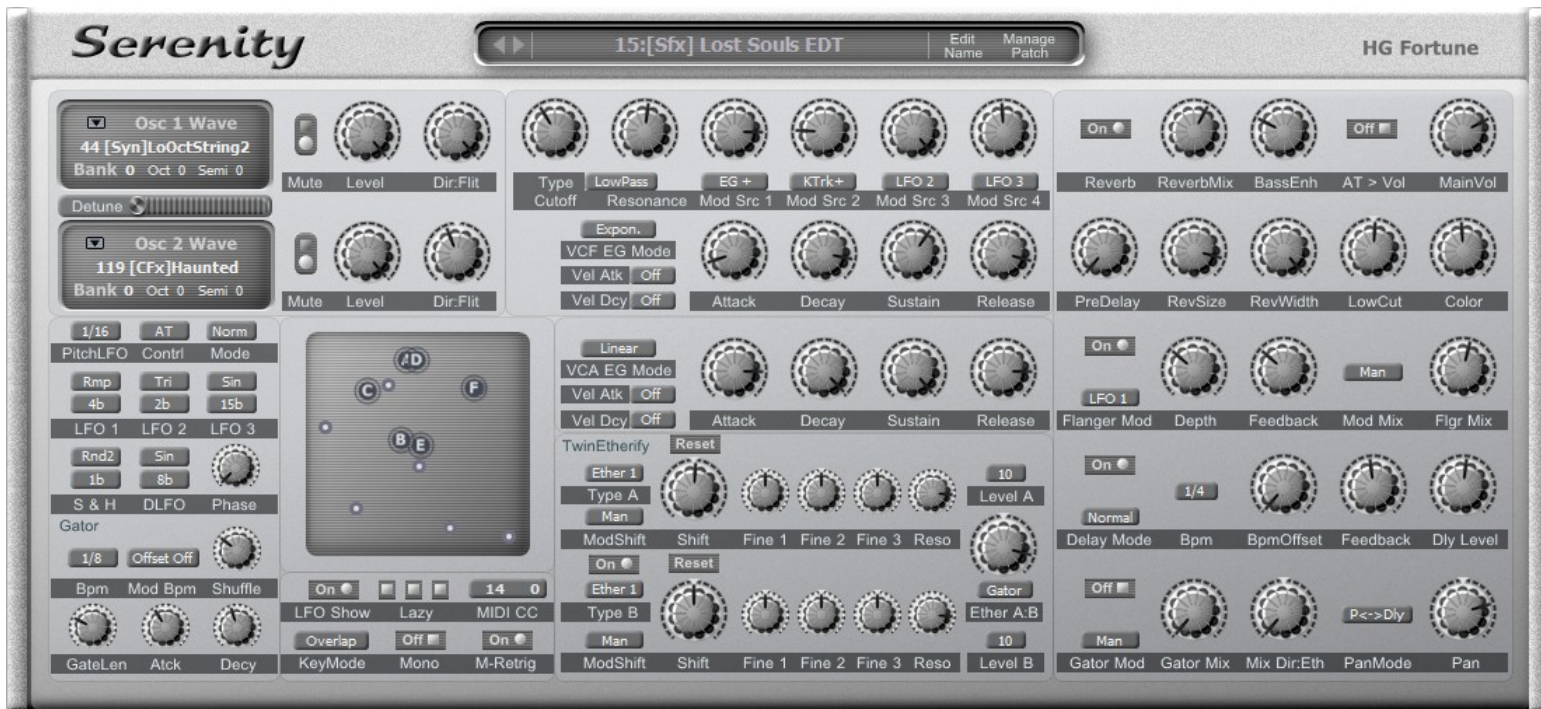 Serenity
15:[Sfx] Lost Souls EDT
Edit
Name
Manage
Patch
HG Fortune
Osc 1 Wave
44 [Syn]LoOctString2
Bank 0 Oct 0 Semi 0
Detune
Osc 2 Wave
119 [CFx]Haunted
Bank 0 Oct 0 Semi 0
Mute Level Dir:Flit
Mute Level Dir:Flit
Type LowPass EG + KTrk+ LFO 2 LFO 3
Cutoff Resonance Mod Src 1 Mod Src 2 Mod Src 3 Mod Src 4
Expon.
VCF EG Mode
Vel Atk Off
Vel Dcy Off
Attack Decay Sustain Release
On Off
Reverb ReverbMix BassEnh AT > Vol MainVol
PreDelay RevSize RevWidth LowCut Color
1/16 AT Norm
PitchLFO Contrl Mode
Rmp Tri Sin
4b 2b 15b
LFO 1 LFO 2 LFO 3
Rnd2 Sin
1b 8b
S & H DLFO Phase
Gator
1/8 Offset Off
Bpm Mod Bpm Shuffle
GateLen Atck Decy
A D
C F
B E
On 14 0
LFO Show Lazy MIDI CC
Overlap Off On
KeyMode Mono M-Retrig
Linear
VCA EG Mode
Vel Atk Off
Vel Dcy Off
Attack Decay Sustain Release
TwinEtherify Reset
Ether 1 10
Type A Level A
Man
ModShift Shift Fine 1 Fine 2 Fine 3 Reso
On Reset
Ether 1 Gator
Type B Ether A:B
Man 10
ModShift Shift Fine 1 Fine 2 Fine 3 Reso Level B
On
LFO 1 Man
Flanger Mod Depth Feedback Mod Mix Flgr Mix
On
1/4
Normal
Delay Mode Bpm BpmOffset Feedback Dly Level
Off
Man P<->Dly
Gator Mod Gator Mix Mix Dir:Eth PanMode Pan